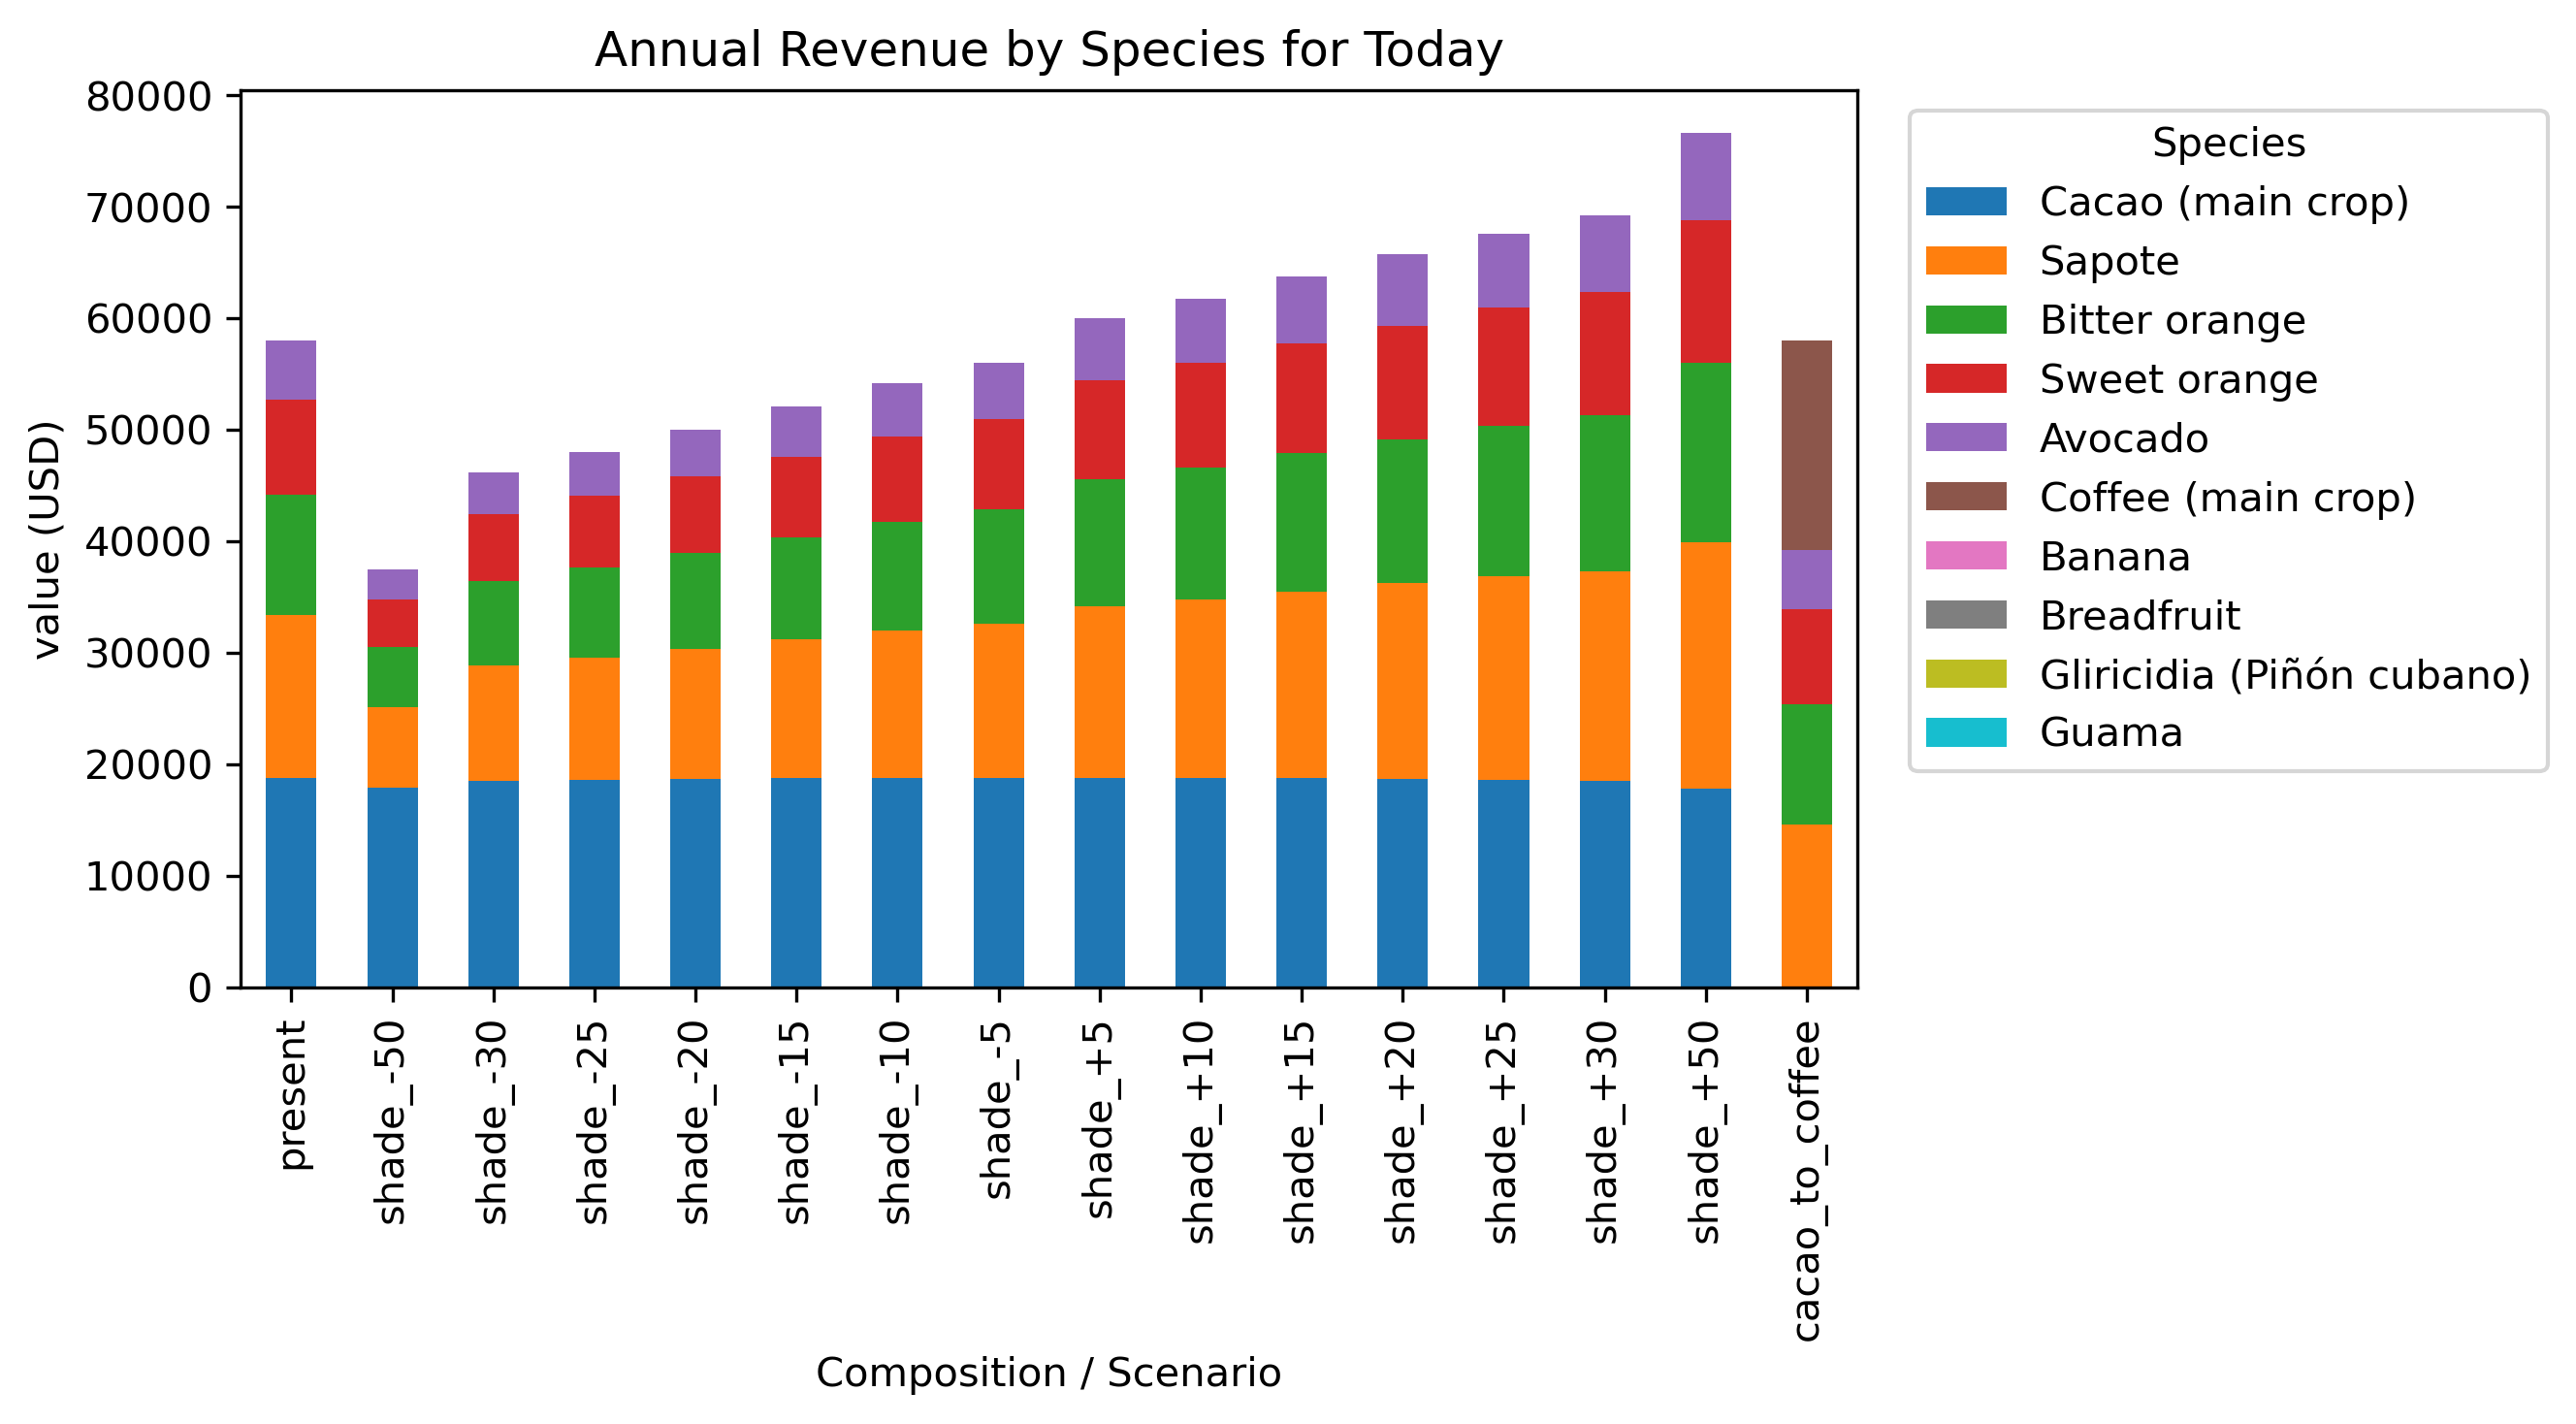 Annual Revenue by Species for Today
80000
70000
60000
50000
40000
30000
20000
10000
0
value (USD)
present
shade_-50
shade_-30
shade_-25
shade_-20
shade_-15
shade_-10
shade_-5
shade_+5
shade_+10
shade_+15
shade_+20
shade_+25
shade_+30
shade_+50
cacao_to_coffee
Composition / Scenario
Species
Cacao (main crop)
Sapote
Bitter orange
Sweet orange
Avocado
Coffee (main crop)
Banana
Breadfruit
Gliricidia (Piñón cubano)
Guama